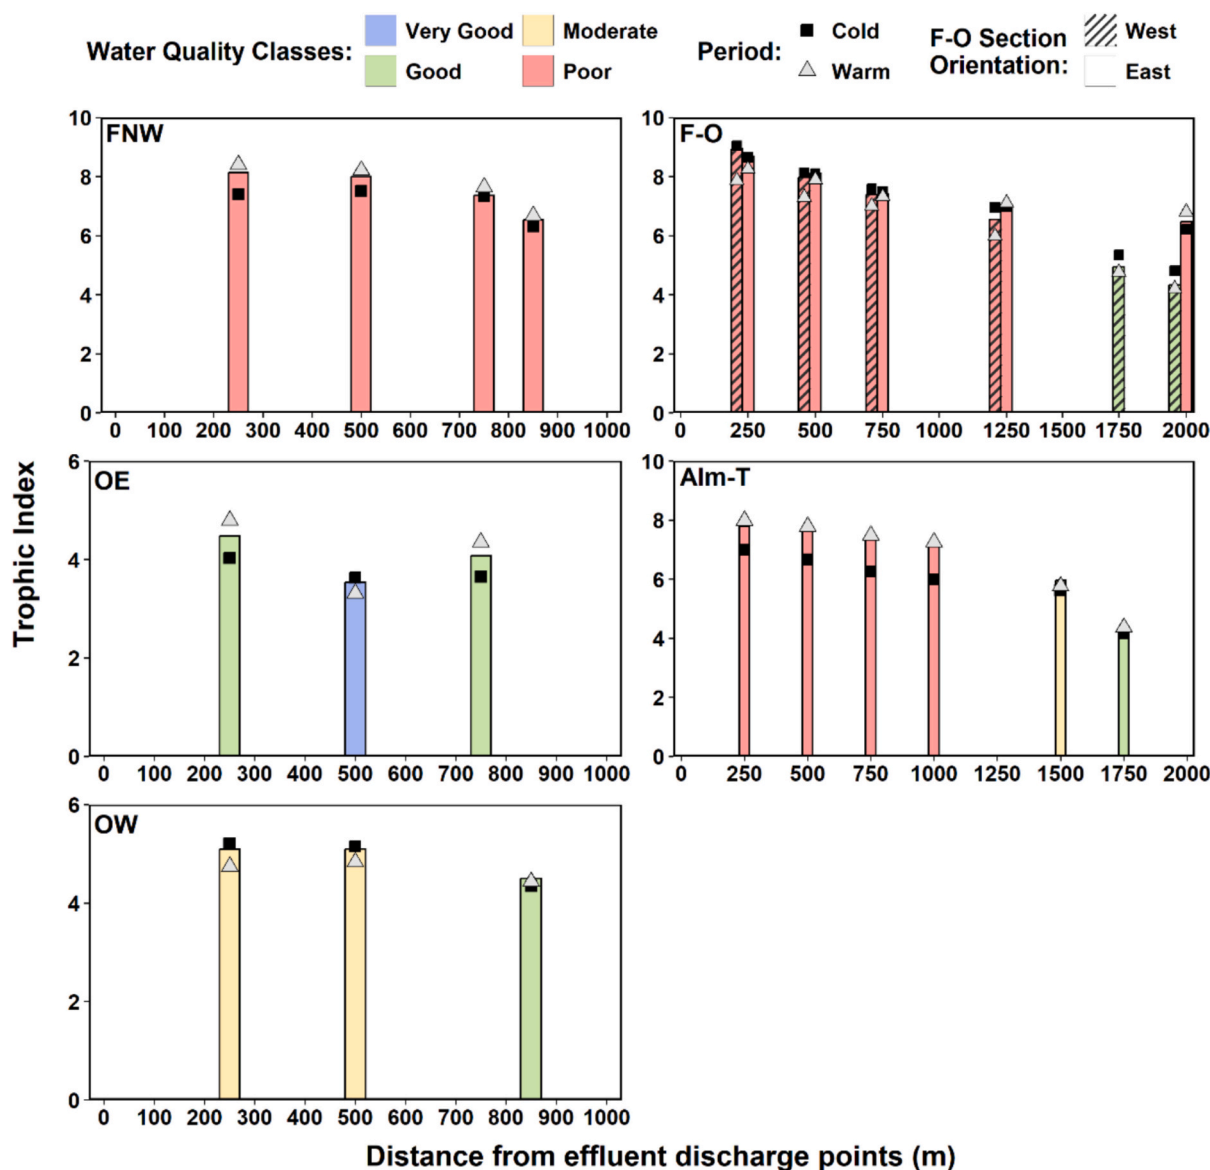 Water Quality Classes: Very Good Moderate Good Poor
Period: Cold Warm
F-O Section Orientation: West East
FNW
10
8
6
4
2
0
0 100 200 300 400 500 600 700 800 900 1000
F-O
10
8
6
4
2
0
0 250 500 750 1000 1250 1500 1750 2000
Trophic Index
OE
6
4
2
0
0 100 200 300 400 500 600 700 800 900 1000
Alm-T
10
8
6
4
2
0
0 250 500 750 1000 1250 1500 1750 2000
OW
6
4
2
0
0 100 200 300 400 500 600 700 800 900 1000
Distance from effluent discharge points (m)